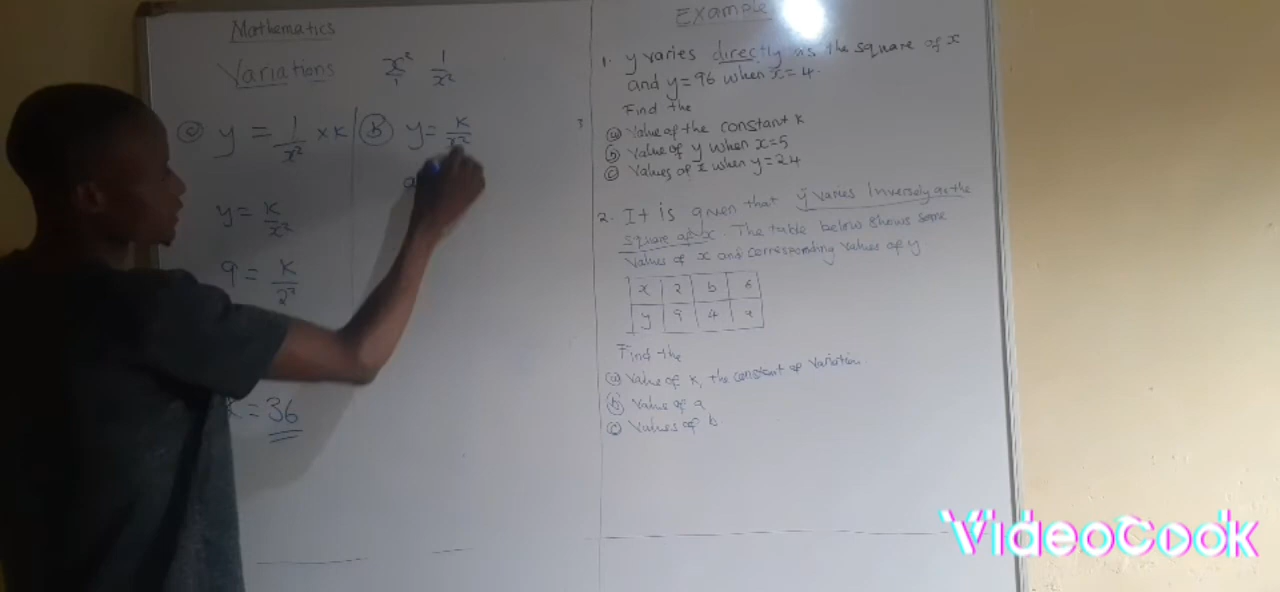 Mathematics
Variations
x² 1/x²
1
(a) y = 1/x² × k
y = k/x²
9 = k/2²
= 36
(b) y = k/x²
a
Example
1. y varies directly as the square of x
and y = 96 when x = 4.
Find the
(a) Value of the constant k
(b) Value of y when x = 5
(c) Values of x when y = 24
2. It is given that y varies Inversely as the
square of x. The table below shows some
values of x and corresponding values of y
x 2 b 6
y 9 4 a
Find the
(a) Value of k, the constant of variation.
(b) Value of a
(c) Values of b
3
VideoCook